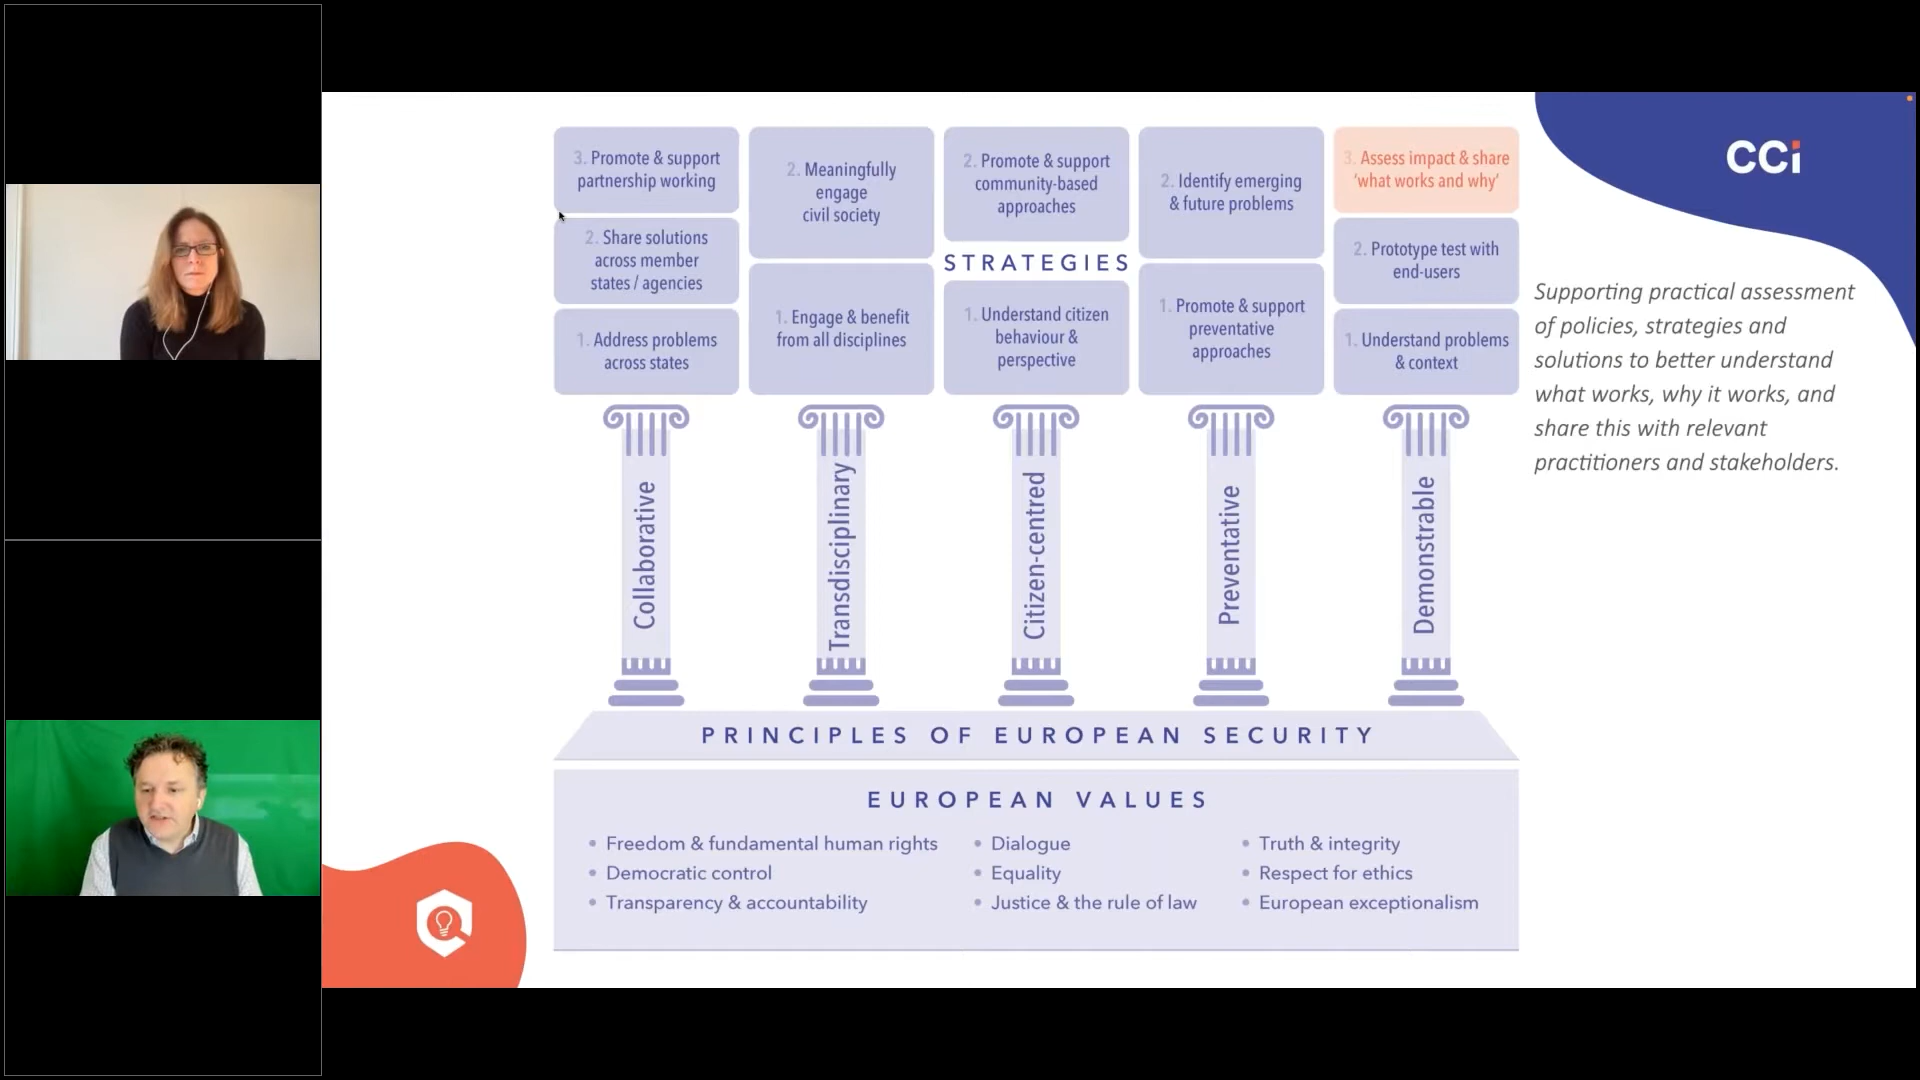 3. Promote & support
partnership working
2. Share solutions
across member
states / agencies
1. Address problems
across states
2. Meaningfully
engage
civil society
1. Engage & benefit
from all disciplines
2. Promote & support
community-based
approaches
STRATEGIES
1. Understand citizen
behaviour &
perspective
2. Identify emerging
& future problems
1. Promote & support
preventative
approaches
3. Assess impact & share
‘what works and why’
2. Prototype test with
end-users
1. Understand problems
& context
CCi
Supporting practical assessment
of policies, strategies and
solutions to better understand
what works, why it works, and
share this with relevant
practitioners and stakeholders.
Collaborative
Transdisciplinary
Citizen-centred
Preventative
Demonstrable
PRINCIPLES OF EUROPEAN SECURITY
EUROPEAN VALUES
• Freedom & fundamental human rights
• Democratic control
• Transparency & accountability
• Dialogue
• Equality
• Justice & the rule of law
• Truth & integrity
• Respect for ethics
• European exceptionalism